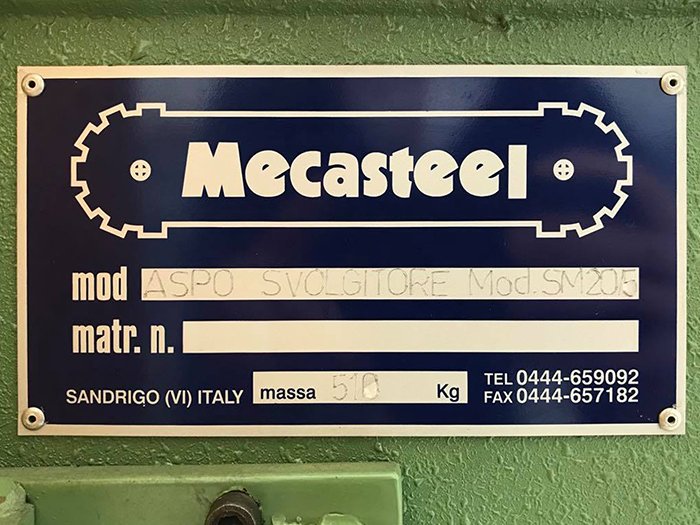 Mecasteel
mod ASPO SVOLGITORE Mod.SM205
matr. n.
SANDRIGO (VI) ITALY massa 510 Kg TEL 0444-659092
FAX 0444-657182